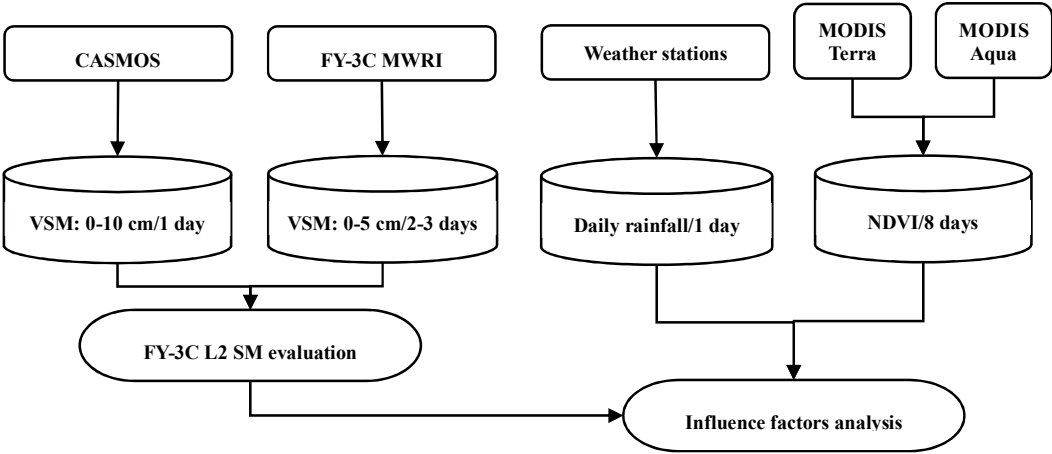 CASMOS
FY-3C MWRI
Weather stations
MODIS
Terra
MODIS
Aqua
VSM: 0-10 cm/1 day
VSM: 0-5 cm/2-3 days
Daily rainfall/1 day
NDVI/8 days
FY-3C L2 SM evaluation
Influence factors analysis